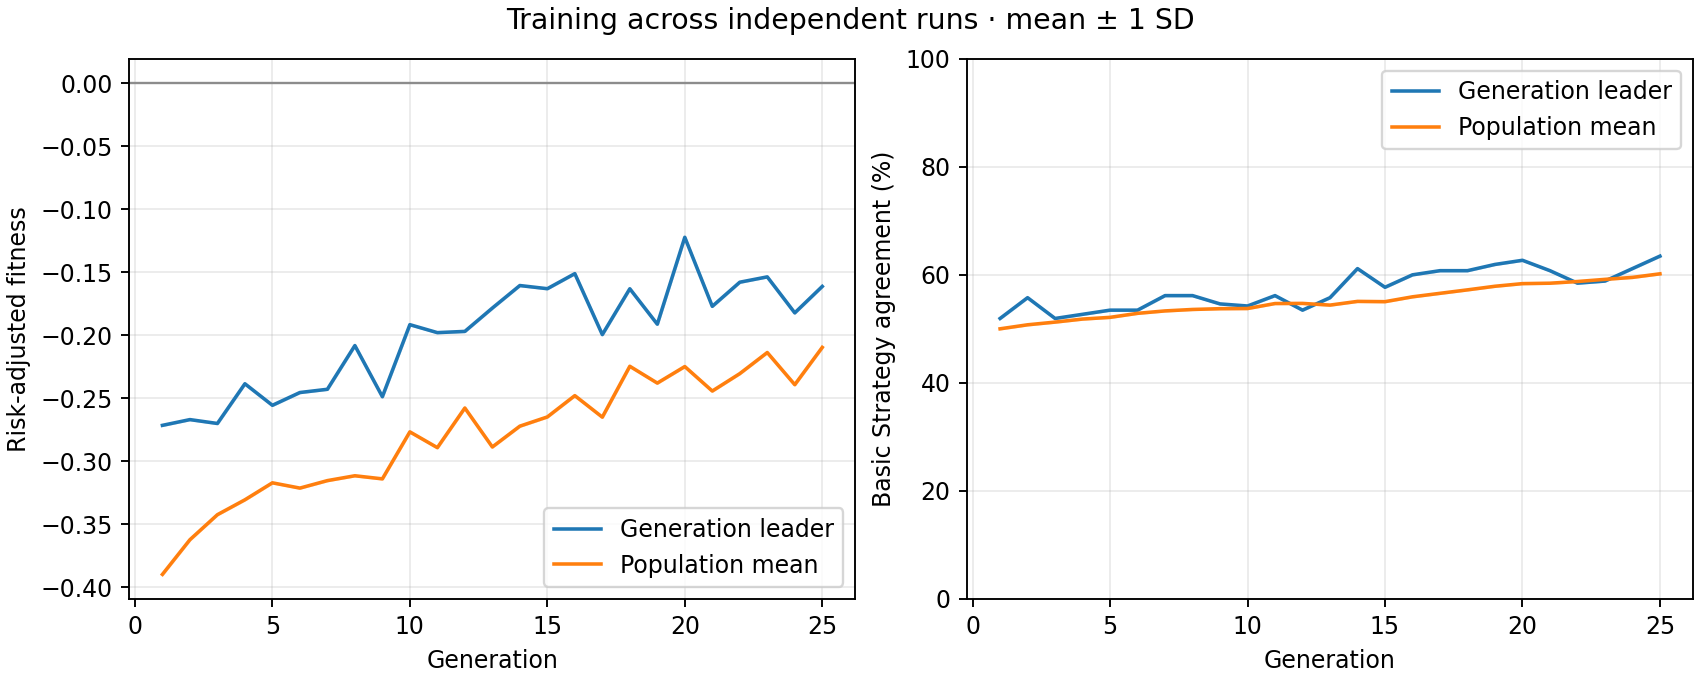 Training across independent runs · mean ± 1 SD
Risk-adjusted fitness
0.00
−0.05
−0.10
−0.15
−0.20
−0.25
−0.30
−0.35
−0.40
Generation leader
Population mean
0 5 10 15 20 25
Generation
Basic Strategy agreement (%)
100
80
60
40
20
0
Generation leader
Population mean
0 5 10 15 20 25
Generation